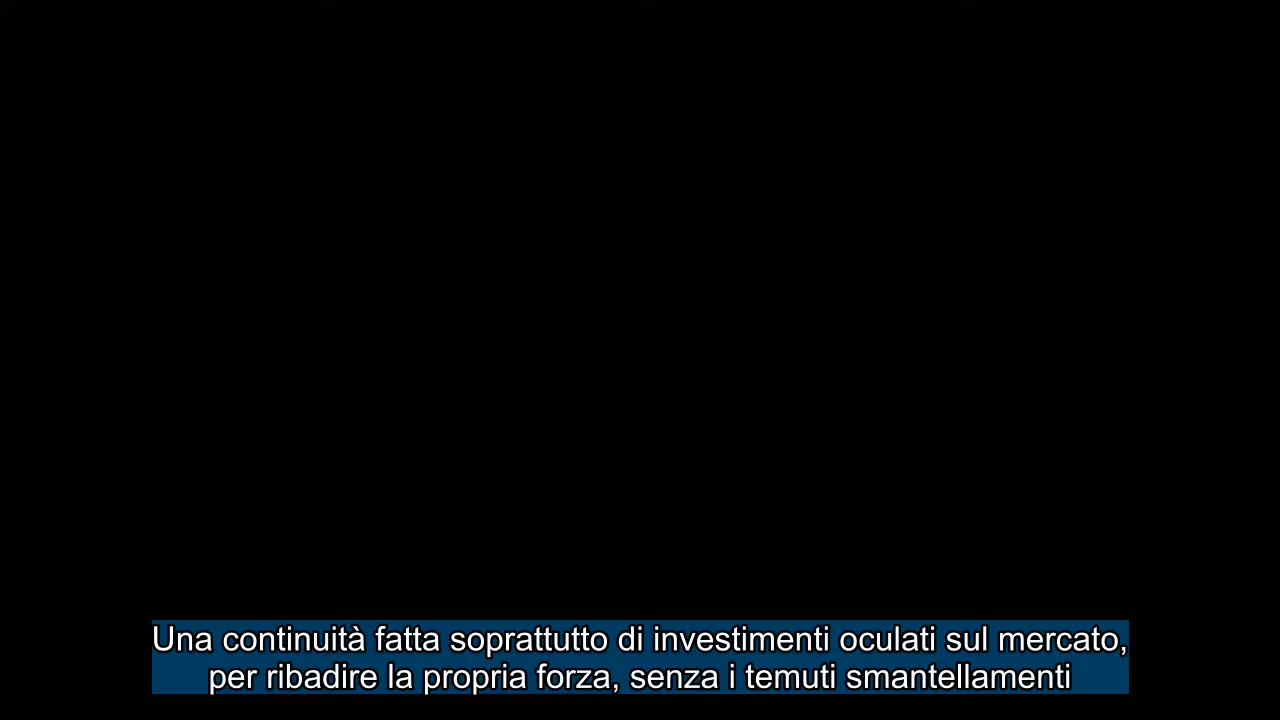 Una continuità fatta soprattutto di investimenti oculati sul mercato,
per ribadire la propria forza, senza i temuti smantellamenti